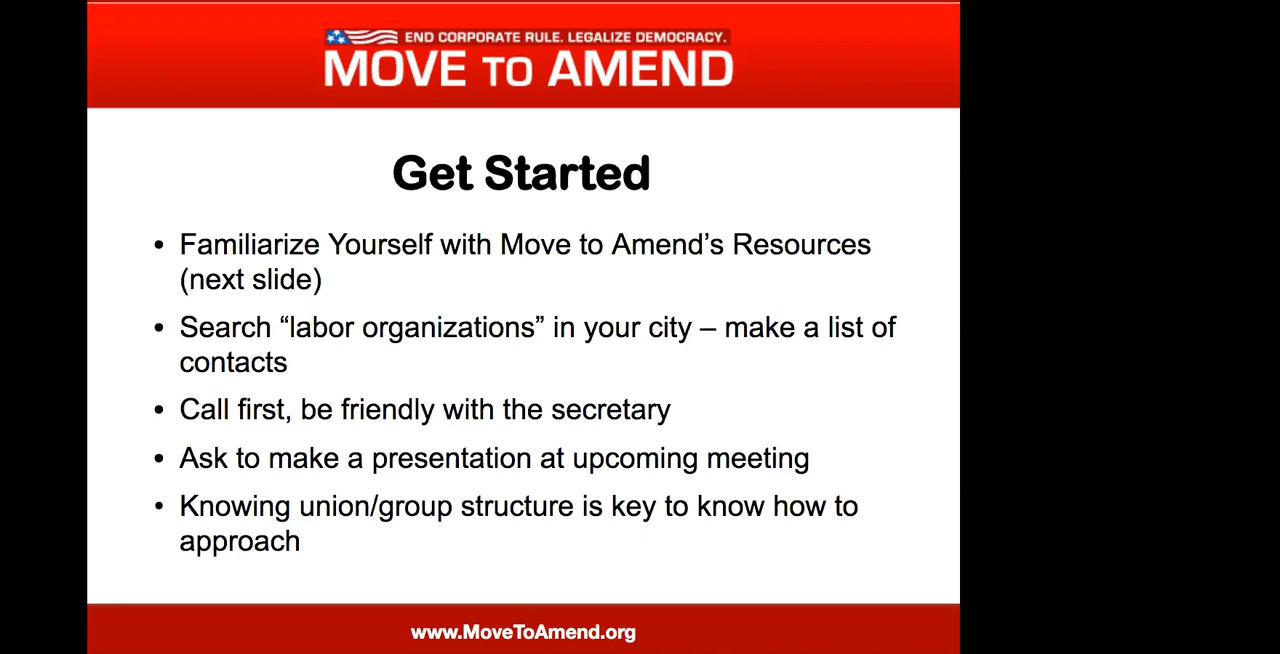 END CORPORATE RULE. LEGALIZE DEMOCRACY.
MOVE TO AMEND
Get Started
• Familiarize Yourself with Move to Amend’s Resources
(next slide)
• Search “labor organizations” in your city – make a list of
contacts
• Call first, be friendly with the secretary
• Ask to make a presentation at upcoming meeting
• Knowing union/group structure is key to know how to
approach
www.MoveToAmend.org